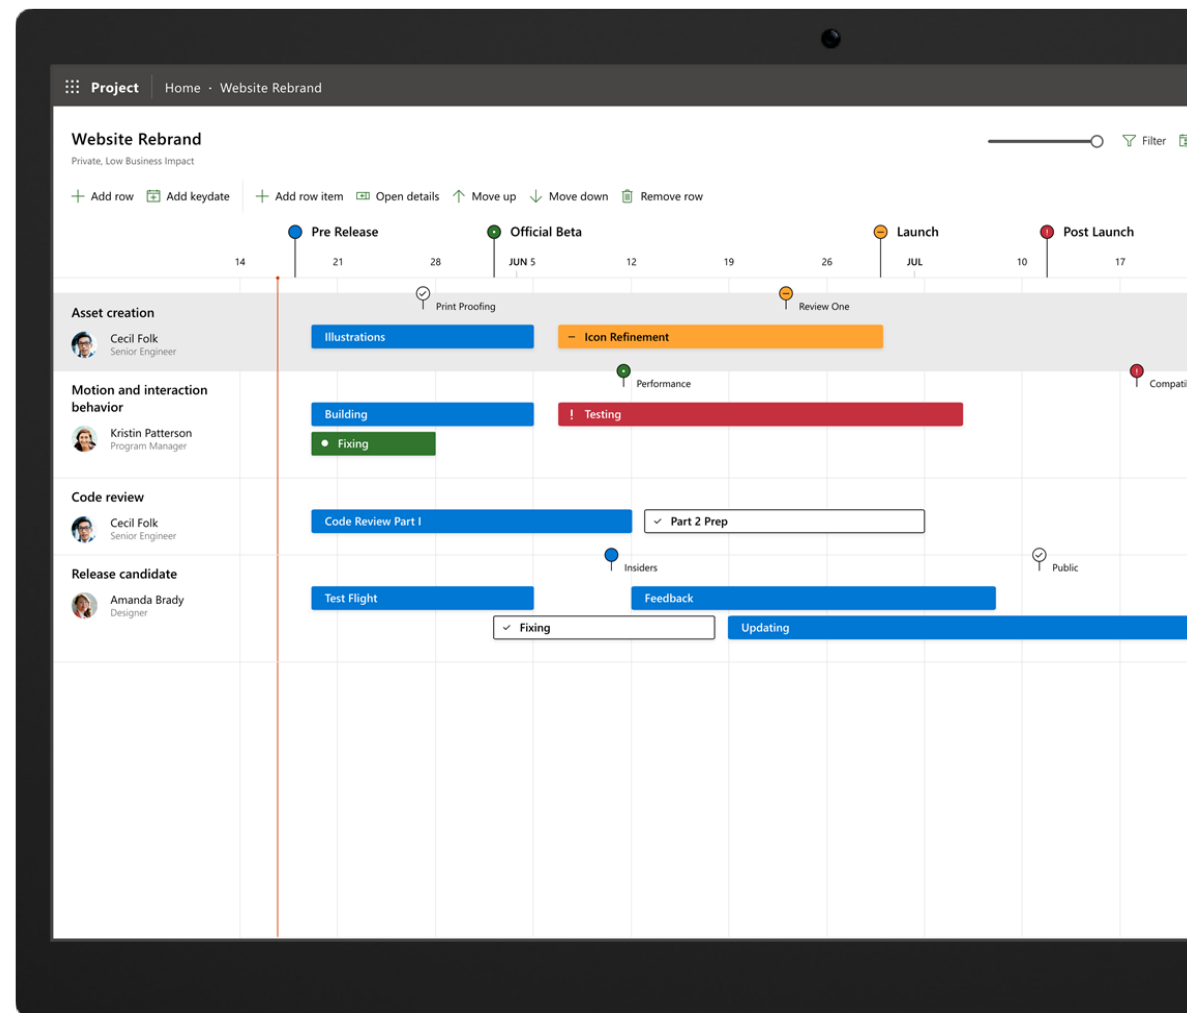 Project Home · Website Rebrand
Website Rebrand
Private, Low Business Impact
Filter
Add row Add keydate Add row item Open details Move up Move down Remove row
Pre Release Official Beta Launch Post Launch
14 21 28 JUN 5 12 19 26 JUL 10 17
Print Proofing Review One
Asset creation
Cecil Folk
Senior Engineer
Illustrations Icon Refinement
Performance Compati
Motion and interaction
behavior
Kristin Patterson
Program Manager
Building ! Testing
Fixing
Code review
Cecil Folk
Senior Engineer
Code Review Part I Part 2 Prep
Insiders Public
Release candidate
Amanda Brady
Designer
Test Flight Feedback
Fixing Updating